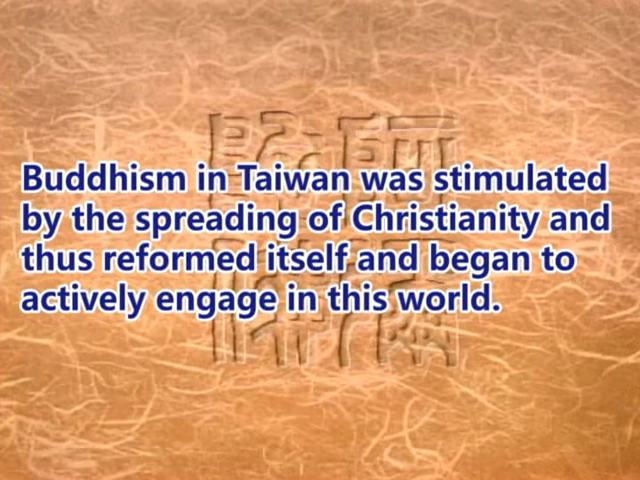 Buddhism in Taiwan was stimulated
by the spreading of Christianity and
thus reformed itself and began to
actively engage in this world.